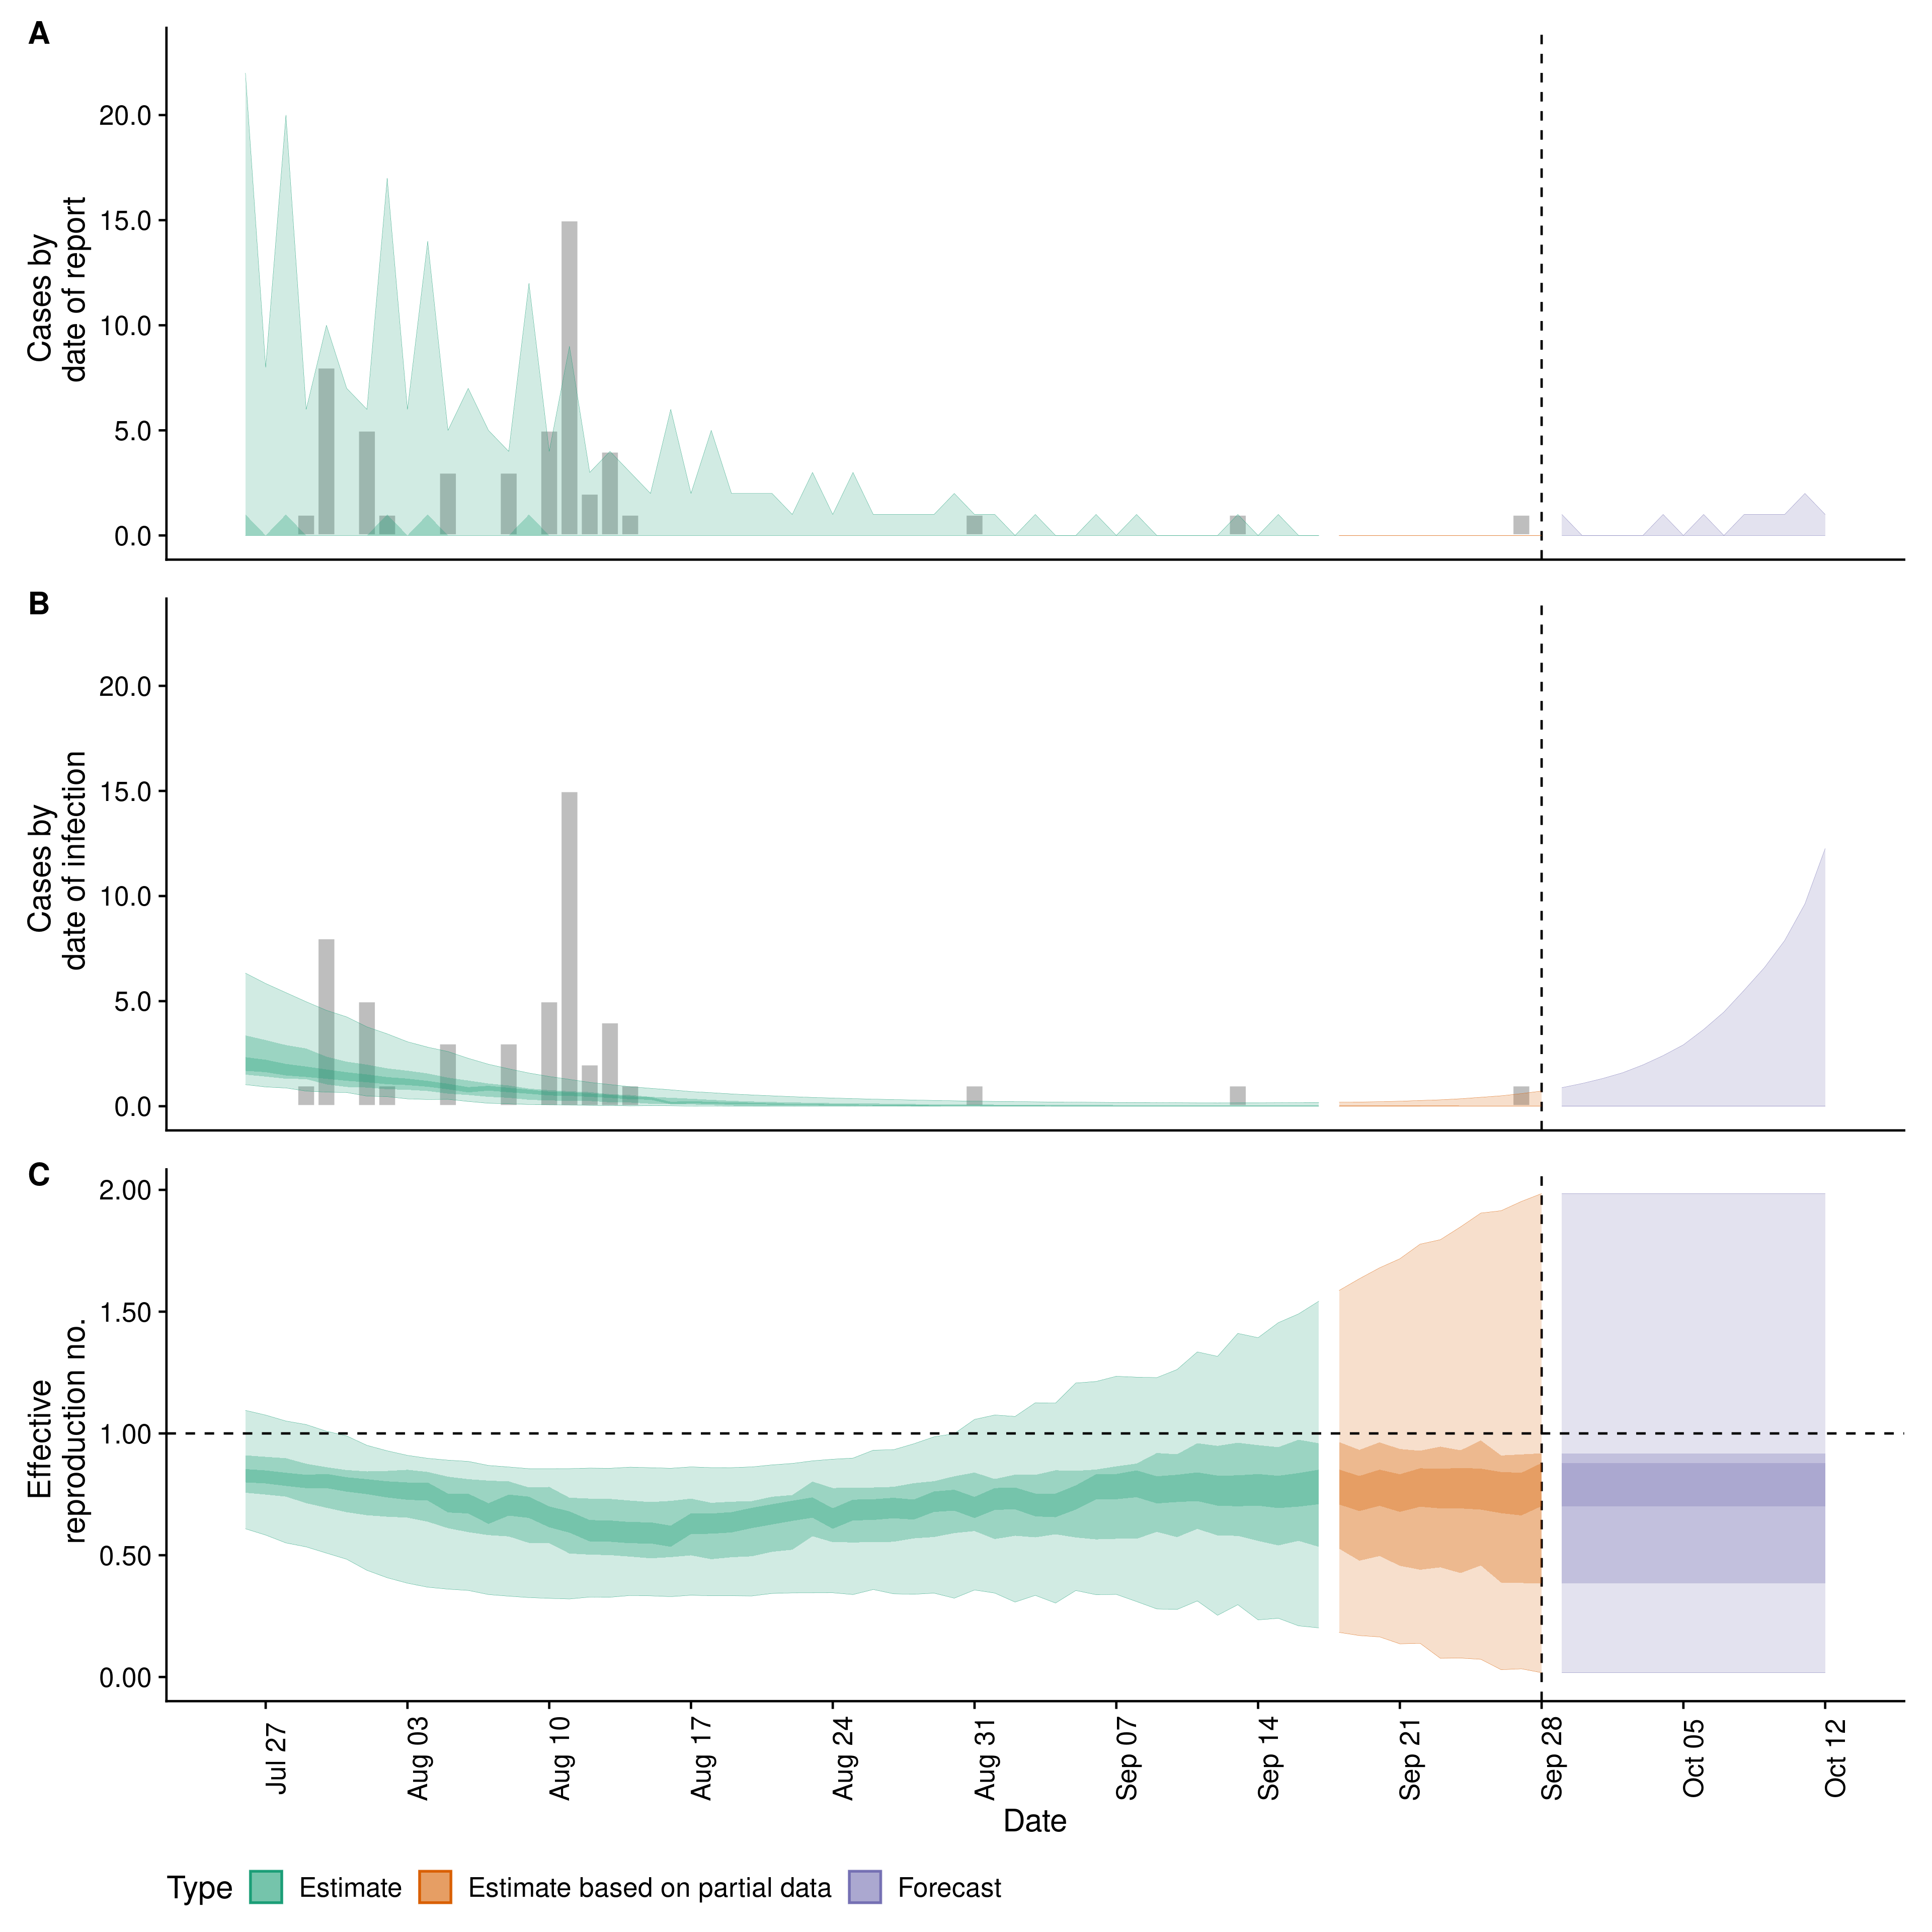 A
Cases by
date of report
20.0
15.0
10.0
5.0
0.0
B
Cases by
date of infection
20.0
15.0
10.0
5.0
0.0
C
Effective
reproduction no.
2.00
1.50
1.00
0.50
0.00
Jul 27
Aug 03
Aug 10
Aug 17
Aug 24
Aug 31
Sep 07
Sep 14
Sep 21
Sep 28
Oct 05
Oct 12
Date
Type
Estimate
Estimate based on partial data
Forecast